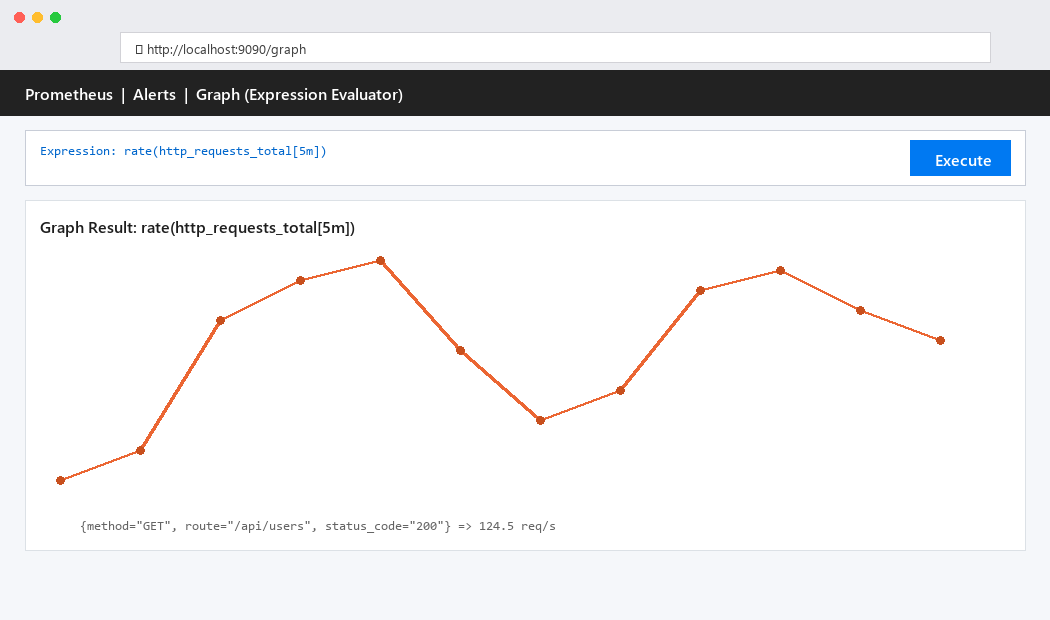 http://localhost:9090/graph
Prometheus | Alerts | Graph (Expression Evaluator)
Expression: rate(http_requests_total[5m])
Execute
Graph Result: rate(http_requests_total[5m])
{method="GET", route="/api/users", status_code="200"} => 124.5 req/s